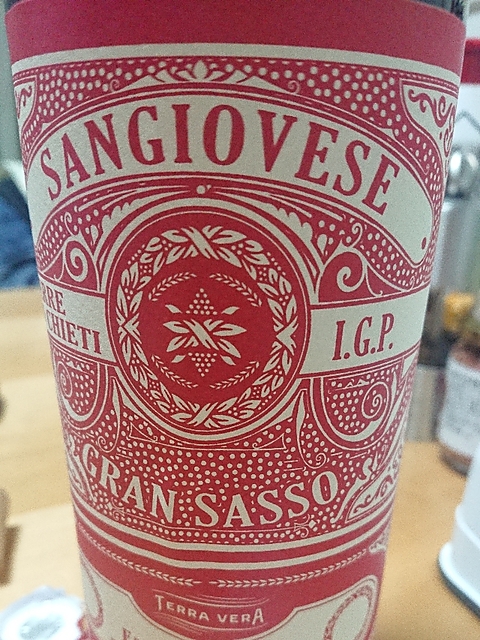 SANGIOVESE
I.G.P.
GRAN SASSO
TERRA VERA